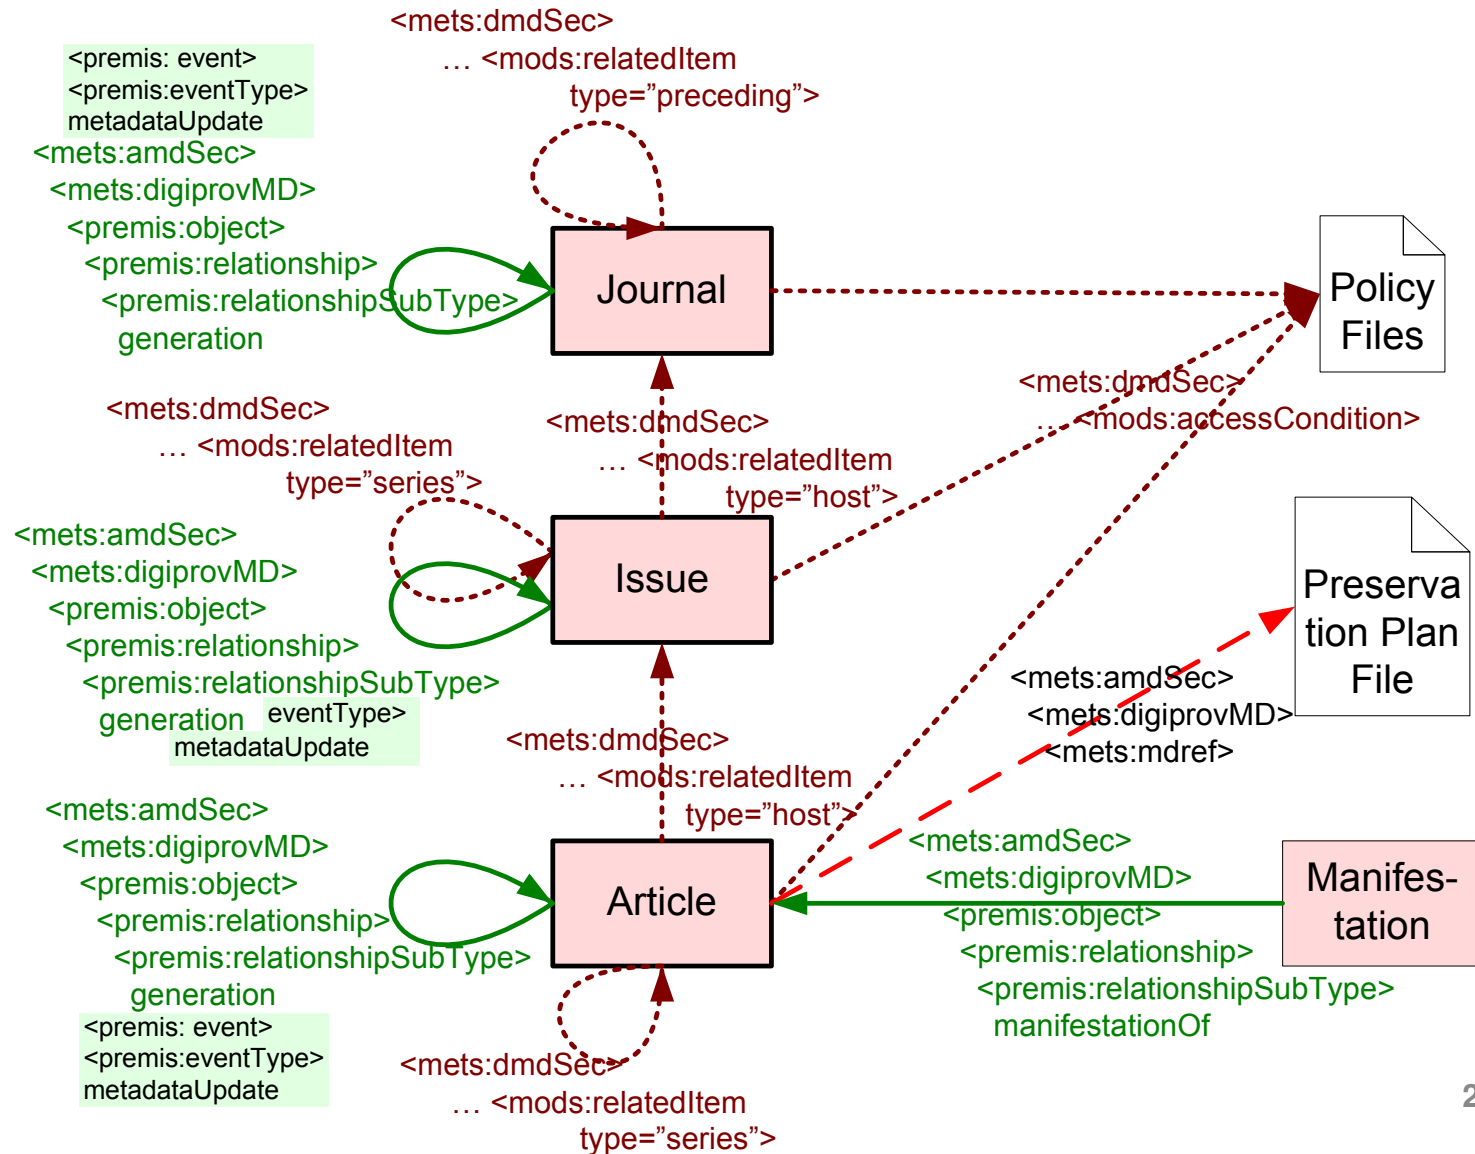 <mets:dmdSec>
… <mods:relatedItem
type=”preceding”>
<premis: event>
<premis:eventType>
metadataUpdate
<mets:amdSec>
<mets:digiprovMD>
<premis:object>
<premis:relationship>
<premis:relationshipSubType>
generation
Journal
Policy
Files
<mets:dmdSec>
… <mods:relatedItem
type=”series”>
<mets:dmdSec>
… <mods:relatedItem
type=”host”>
<mets:dmdSec>
… <mods:accessCondition>
<mets:amdSec>
<mets:digiprovMD>
<premis:object>
<premis:relationship>
<premis:relationshipSubType>
generation
eventType>
metadataUpdate
Issue
Preserva
tion Plan
File
<mets:amdSec>
<mets:digiprovMD>
<mets:mdref>
<mets:dmdSec>
… <mods:relatedItem
type=”host”>
<mets:amdSec>
<mets:digiprovMD>
<premis:object>
<premis:relationship>
<premis:relationshipSubType>
generation
<premis: event>
<premis:eventType>
metadataUpdate
Article
<mets:amdSec>
<mets:digiprovMD>
<premis:object>
<premis:relationship>
<premis:relationshipSubType>
manifestationOf
Manifes-
tation
<mets:dmdSec>
… <mods:relatedItem
type=”series”>
2